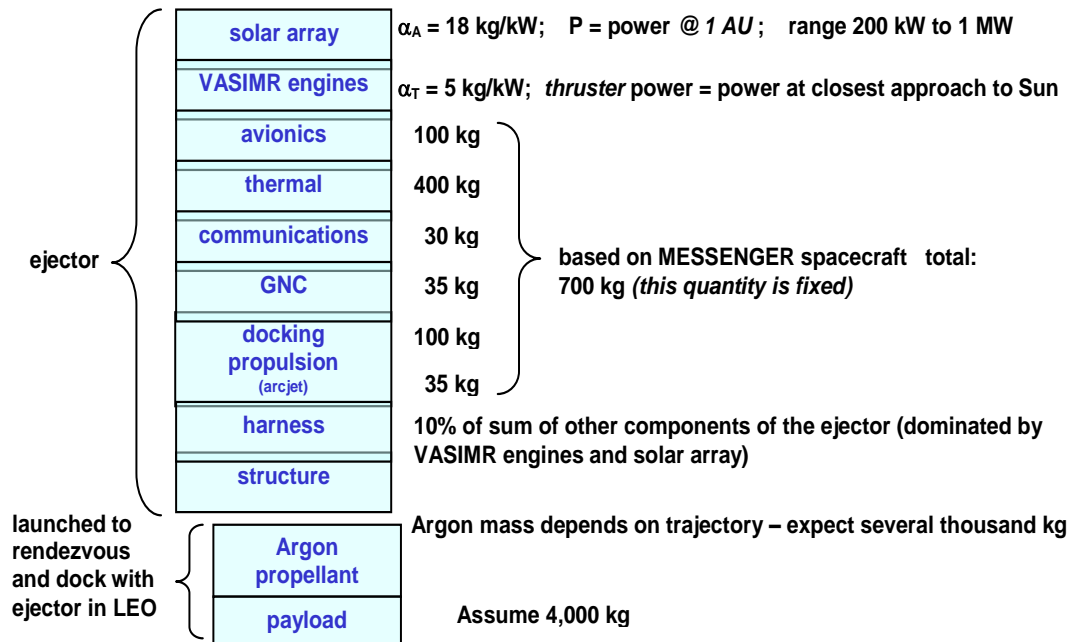 solar array
α_A = 18 kg/kW; P = power @ 1 AU ; range 200 kW to 1 MW
VASIMR engines
α_T = 5 kg/kW; thruster power = power at closest approach to Sun
avionics
100 kg
thermal
400 kg
communications
30 kg
GNC
35 kg
docking
propulsion
(arcjet)
100 kg
35 kg
ejector
based on MESSENGER spacecraft total:
700 kg (this quantity is fixed)
harness
10% of sum of other components of the ejector (dominated by
VASIMR engines and solar array)
structure
launched to
rendezvous
and dock with
ejector in LEO
Argon mass depends on trajectory – expect several thousand kg
Argon
propellant
payload
Assume 4,000 kg